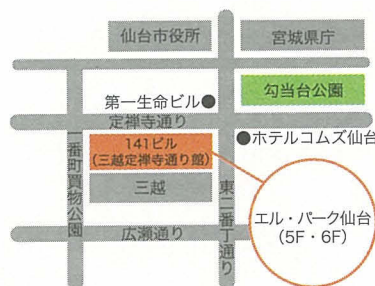 仙台市役所
宮城県庁
勾当台公園
第一生命ビル
定禅寺通り
ホテルコムズ仙台
141ビル
(三越定禅寺通り館)
三越
一番町買物公園
東二番丁通り
エル・パーク仙台
(5F・6F)
広瀬通り